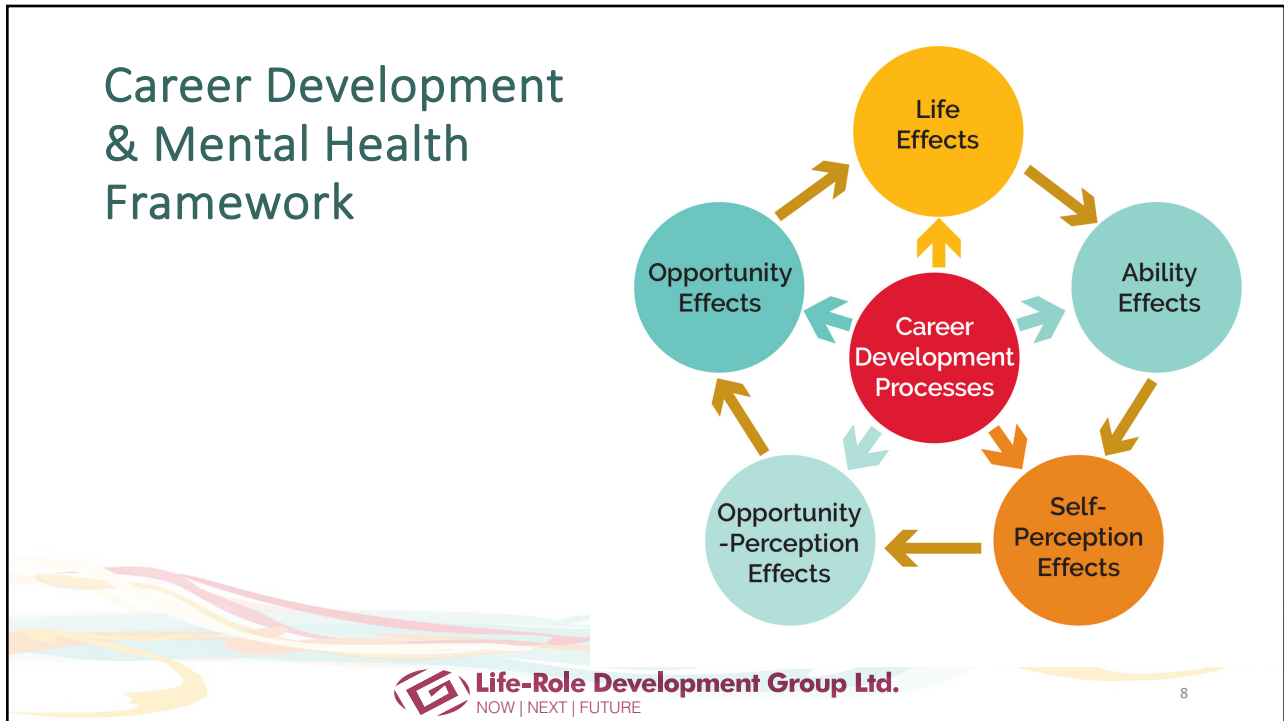 Career Development
& Mental Health
Framework
Life
Effects
Opportunity
Effects
Ability
Effects
Career
Development
Processes
Opportunity
-Perception
Effects
Self-
Perception
Effects
Life-Role Development Group Ltd.
NOW | NEXT | FUTURE
8